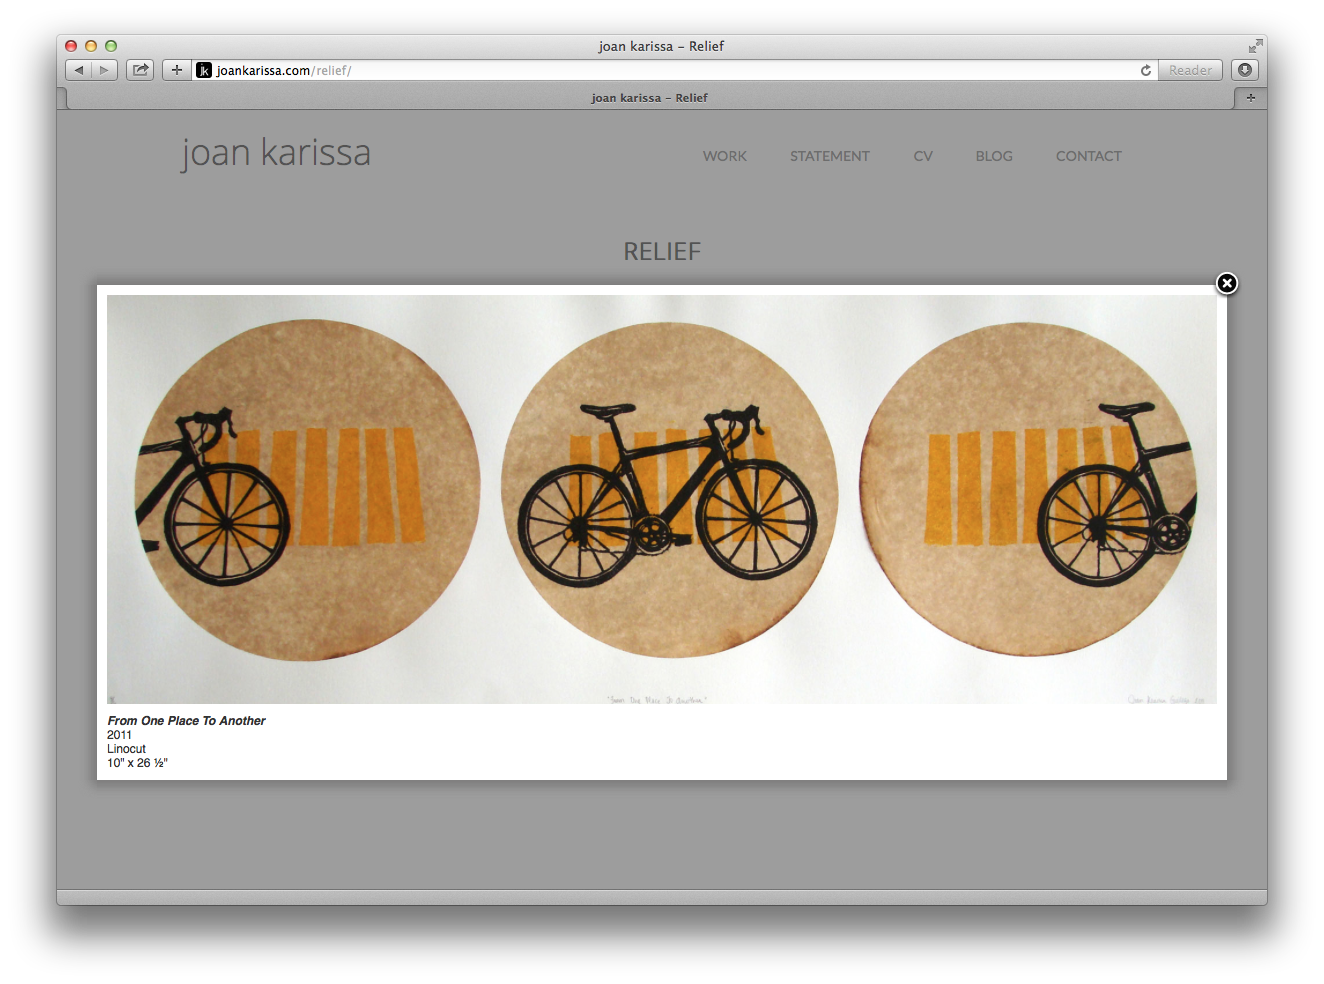 joan karissa – Relief
jk joankarissa.com/relief/
Reader
joan karissa – Relief
joan karissa
WORK STATEMENT CV BLOG CONTACT
RELIEF
"From One Place To Another"
From One Place To Another
2011
Linocut
10" x 26 ½"